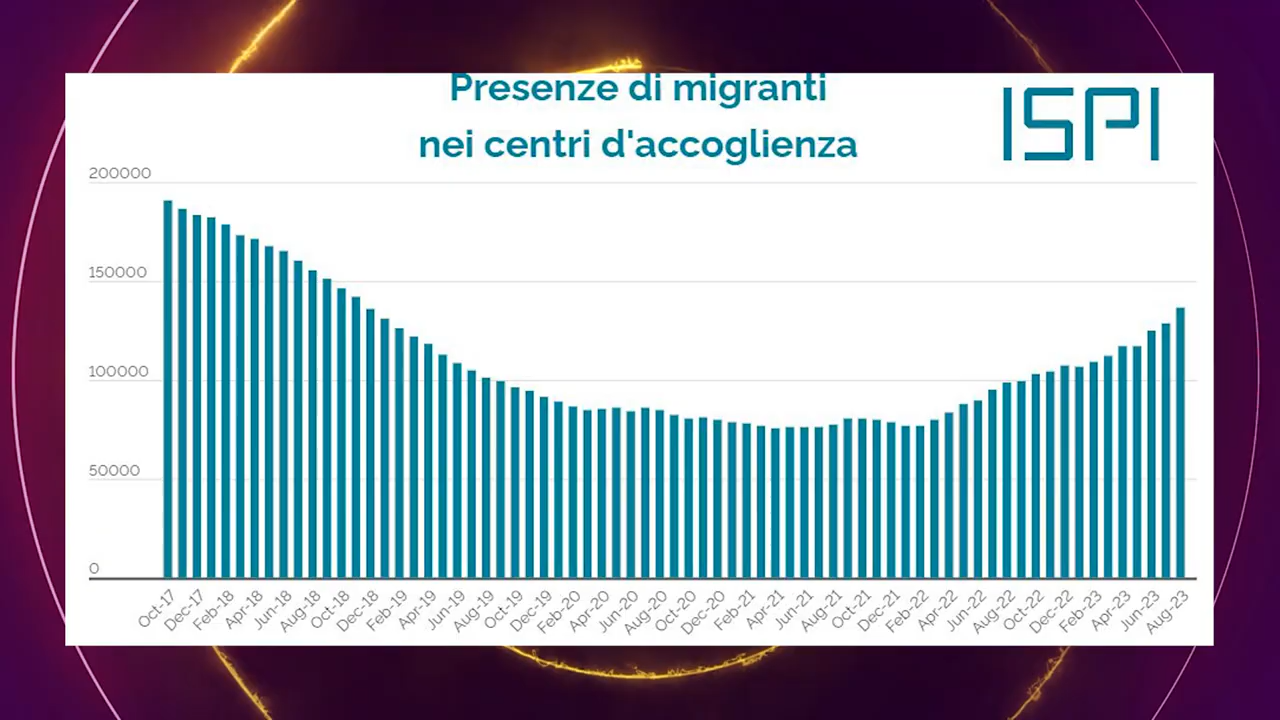 Presenze di migranti
nei centri d'accoglienza
ISPI
200000
150000
100000
50000
0
Oct-17
Dec-17
Feb-18
Apr-18
Jun-18
Aug-18
Oct-18
Dec-18
Feb-19
Apr-19
Jun-19
Aug-19
Oct-19
Dec-19
Feb-20
Apr-20
Jun-20
Aug-20
Oct-20
Dec-20
Feb-21
Apr-21
Jun-21
Aug-21
Oct-21
Dec-21
Feb-22
Apr-22
Jun-22
Aug-22
Oct-22
Dec-22
Feb-23
Apr-23
Jun-23
Aug-23